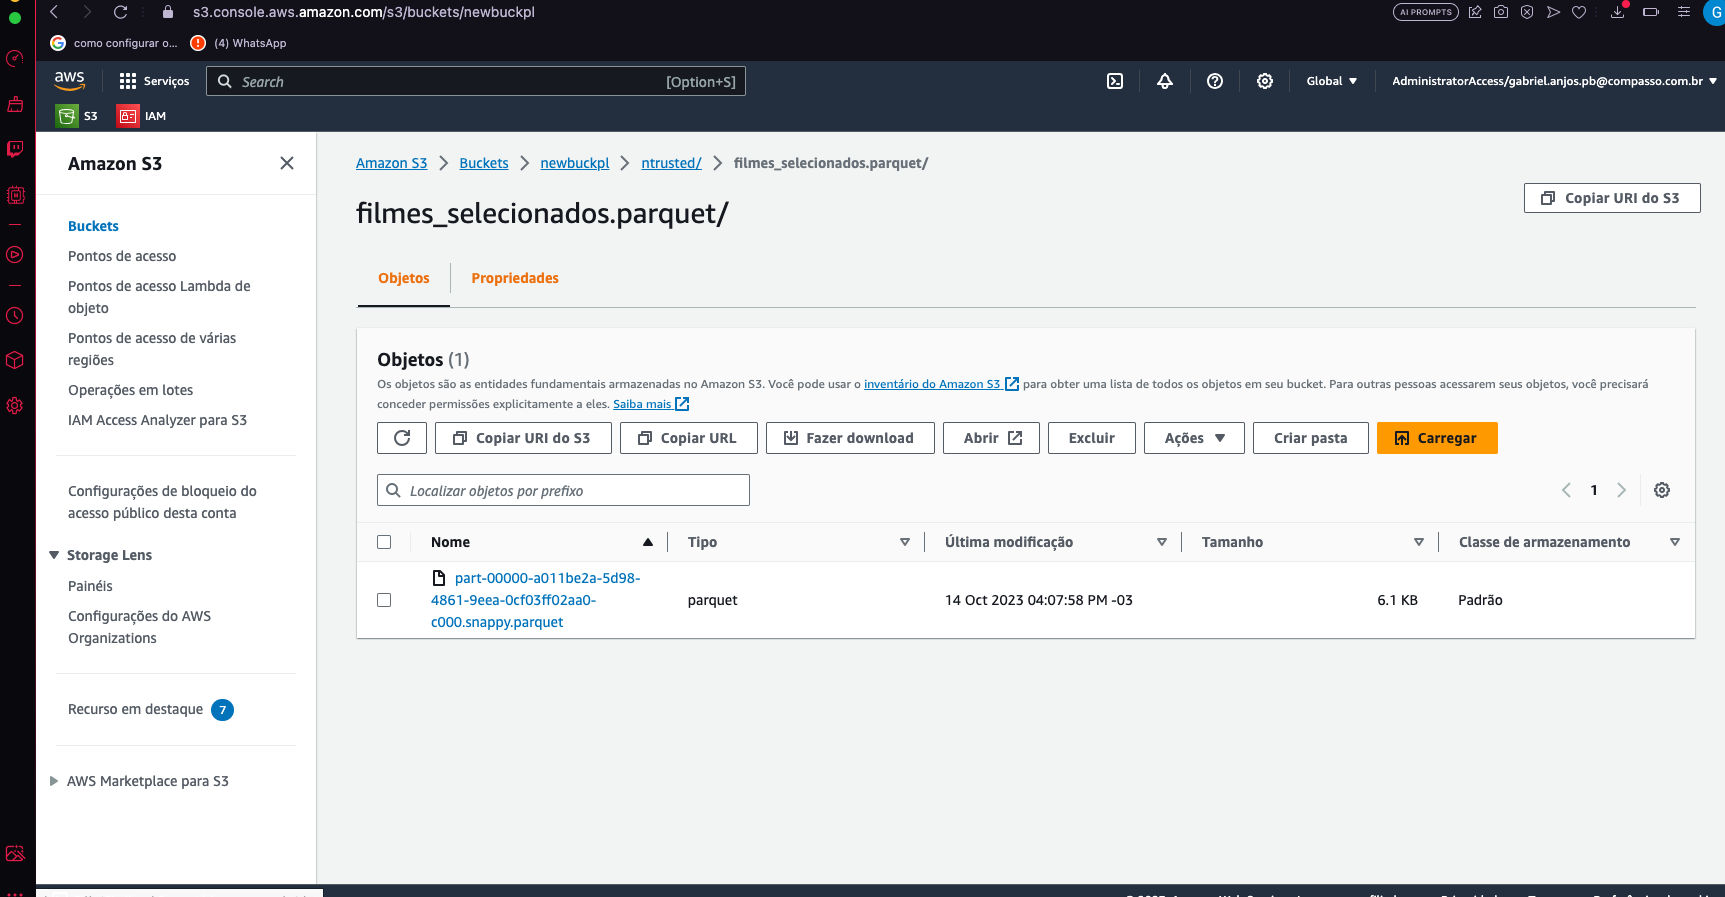 s3.console.aws.amazon.com/s3/buckets/newbuckpl
AI PROMPTS
G
como configurar o...
(4) WhatsApp
aws
Serviços
Search
[Option+S]
Global
AdministratorAccess/gabriel.anjos.pb@compasso.com.br
S3
IAM
Amazon S3
Buckets
Pontos de acesso
Pontos de acesso Lambda de
objeto
Pontos de acesso de várias
regiões
Operações em lotes
IAM Access Analyzer para S3
Configurações de bloqueio do
acesso público desta conta
Storage Lens
Painéis
Configurações do AWS
Organizations
Recurso em destaque 7
AWS Marketplace para S3
Amazon S3 > Buckets > newbuckpl > ntrusted/ > filmes_selecionados.parquet/
filmes_selecionados.parquet/
Copiar URI do S3
Objetos
Propriedades
Objetos (1)
Os objetos são as entidades fundamentais armazenadas no Amazon S3. Você pode usar o inventário do Amazon S3 para obter uma lista de todos os objetos em seu bucket. Para outras pessoas acessarem seus objetos, você precisará
conceder permissões explicitamente a eles. Saiba mais
Copiar URI do S3
Copiar URL
Fazer download
Abrir
Excluir
Ações
Criar pasta
Carregar
Localizar objetos por prefixo
1
Nome
Tipo
Última modificação
Tamanho
Classe de armazenamento
part-00000-a011be2a-5d98-
4861-9eea-0cf03ff02aa0-
c000.snappy.parquet
parquet
14 Oct 2023 04:07:58 PM -03
6.1 KB
Padrão